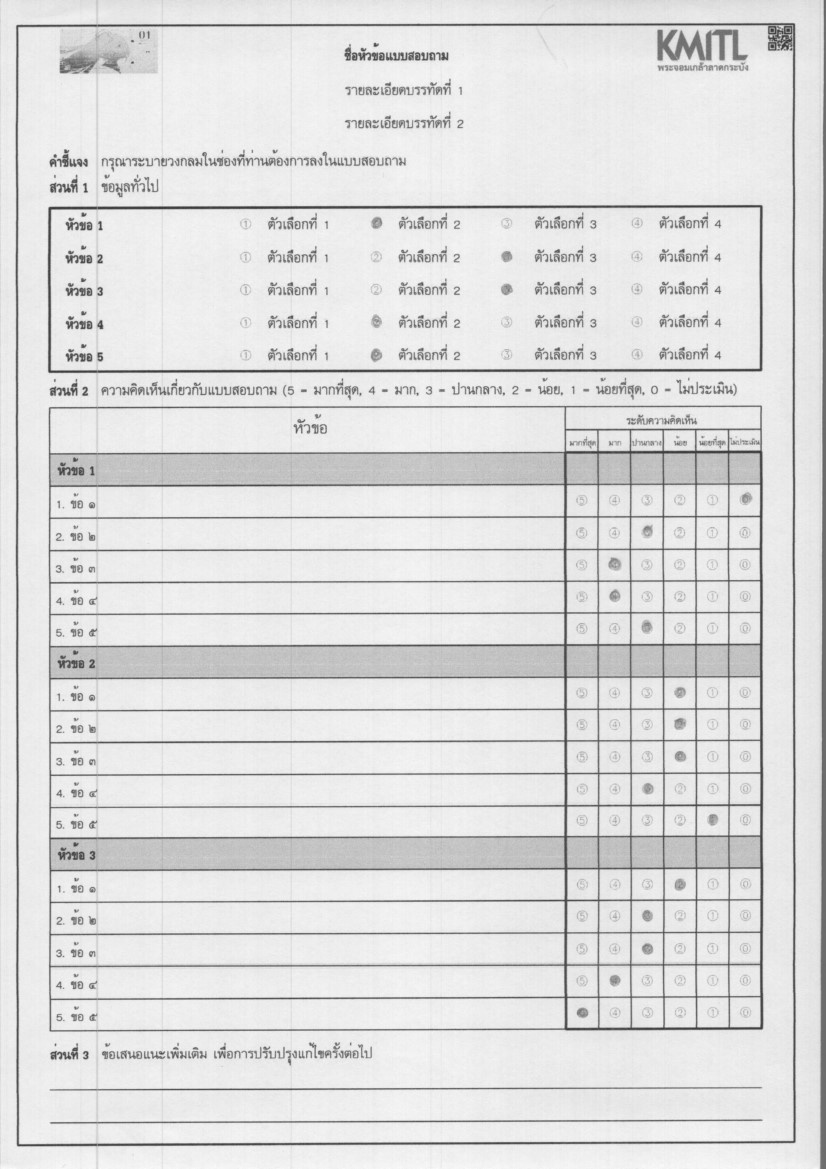 01
KMITL
พระจอมเกล้าลาดกระบัง
ชื่อหัวข้อแบบสอบถาม
รายละเอียดบรรทัดที่ 1
รายละเอียดบรรทัดที่ 2
คำชี้แจง กรุณาระบายวงกลมในช่องที่ท่านต้องการลงในแบบสอบถาม
ส่วนที่ 1 ข้อมูลทั่วไป
หัวข้อ 1 ① ตัวเลือกที่ 1 ตัวเลือกที่ 2 ③ ตัวเลือกที่ 3 ④ ตัวเลือกที่ 4
หัวข้อ 2 ① ตัวเลือกที่ 1 ② ตัวเลือกที่ 2 ตัวเลือกที่ 3 ④ ตัวเลือกที่ 4
หัวข้อ 3 ① ตัวเลือกที่ 1 ② ตัวเลือกที่ 2 ตัวเลือกที่ 3 ④ ตัวเลือกที่ 4
หัวข้อ 4 ① ตัวเลือกที่ 1 ตัวเลือกที่ 2 ③ ตัวเลือกที่ 3 ④ ตัวเลือกที่ 4
หัวข้อ 5 ① ตัวเลือกที่ 1 ตัวเลือกที่ 2 ③ ตัวเลือกที่ 3 ④ ตัวเลือกที่ 4
ส่วนที่ 2 ความคิดเห็นเกี่ยวกับแบบสอบถาม (5 = มากที่สุด, 4 = มาก, 3 = ปานกลาง, 2 = น้อย, 1 = น้อยที่สุด, 0 = ไม่ประเมิน)
หัวข้อ ระดับความคิดเห็น
มากที่สุด มาก ปานกลาง น้อย น้อยที่สุด ไม่ประเมิน
หัวข้อ 1
1. ข้อ ๑ ⑤ ④ ③ ② ①
2. ข้อ ๒ ⑤ ④ ② ① ⓪
3. ข้อ ๓ ⑤ ③ ② ① ⓪
4. ข้อ ๔ ⑤ ③ ② ① ⓪
5. ข้อ ๕ ⑤ ④ ② ① ⓪
หัวข้อ 2
1. ข้อ ๑ ⑤ ④ ③ ① ⓪
2. ข้อ ๒ ⑤ ④ ③ ① ⓪
3. ข้อ ๓ ⑤ ④ ③ ① ⓪
4. ข้อ ๔ ⑤ ④ ② ① ⓪
5. ข้อ ๕ ⑤ ④ ③ ② ⓪
หัวข้อ 3
1. ข้อ ๑ ⑤ ④ ③ ① ⓪
2. ข้อ ๒ ⑤ ④ ② ① ⓪
3. ข้อ ๓ ⑤ ④ ② ① ⓪
4. ข้อ ๔ ⑤ ③ ② ① ⓪
5. ข้อ ๕ ④ ③ ② ① ⓪
ส่วนที่ 3 ข้อเสนอแนะเพิ่มเติม เพื่อการปรับปรุงแก้ไขครั้งต่อไป